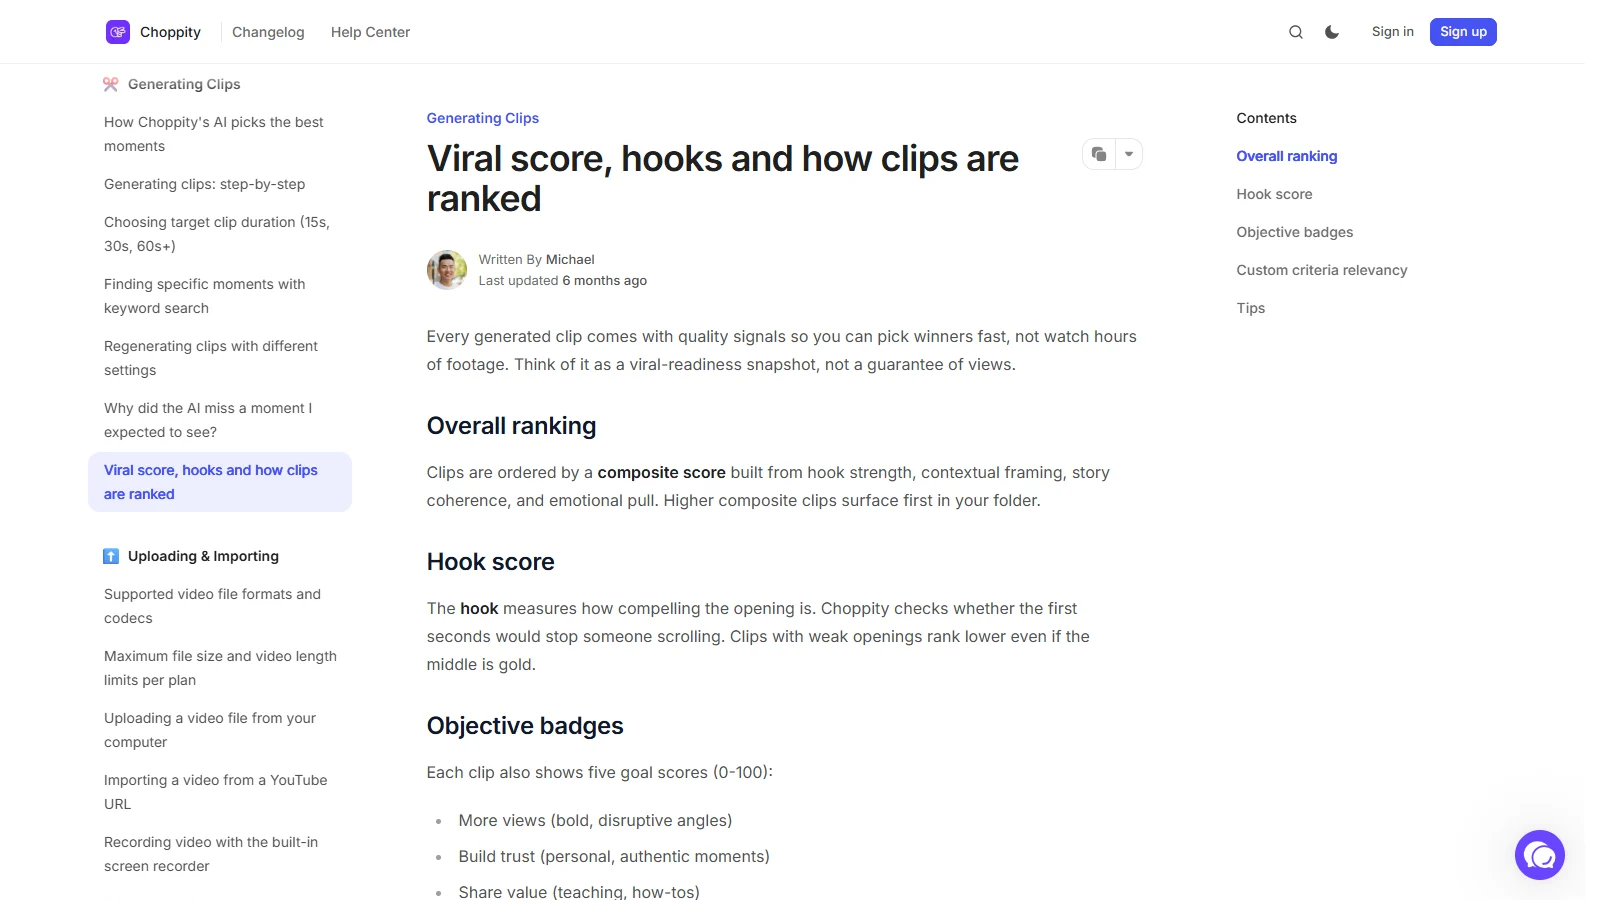 Choppity
Changelog
Help Center
Sign in
Sign up
Generating Clips
How Choppity's AI picks the best
moments
Generating clips: step-by-step
Choosing target clip duration (15s,
30s, 60s+)
Finding specific moments with
keyword search
Regenerating clips with different
settings
Why did the AI miss a moment I
expected to see?
Viral score, hooks and how clips
are ranked
Uploading & Importing
Supported video file formats and
codecs
Maximum file size and video length
limits per plan
Uploading a video file from your
computer
Importing a video from a YouTube
URL
Recording video with the built-in
screen recorder
Generating Clips
Viral score, hooks and how clips are
ranked
Written By Michael
Last updated 6 months ago
Every generated clip comes with quality signals so you can pick winners fast, not watch hours
of footage. Think of it as a viral-readiness snapshot, not a guarantee of views.
Overall ranking
Clips are ordered by a composite score built from hook strength, contextual framing, story
coherence, and emotional pull. Higher composite clips surface first in your folder.
Hook score
The hook measures how compelling the opening is. Choppity checks whether the first
seconds would stop someone scrolling. Clips with weak openings rank lower even if the
middle is gold.
Objective badges
Each clip also shows five goal scores (0-100):
• More views (bold, disruptive angles)
• Build trust (personal, authentic moments)
• Share value (teaching, how-tos)
Contents
Overall ranking
Hook score
Objective badges
Custom criteria relevancy
Tips